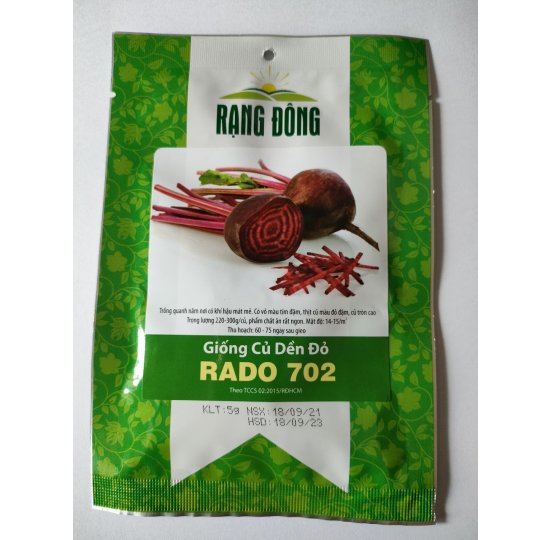 RẠNG ĐÔNG
Trồng quanh năm nơi có khí hậu mát mẻ. Có vỏ màu tím đậm, thịt củ màu đỏ đậm, củ tròn cao
Trọng lượng 220-300g/củ, phẩm chất ăn rất ngon. Mật độ: 14-15/m²
Thu hoạch: 60 - 75 ngày sau gieo
Giống Củ Dền Đỏ
RADO 702
Theo TCCS 02:2015/RĐHCM
KLT:5g NSX:18/09/21
HSD:18/09/23